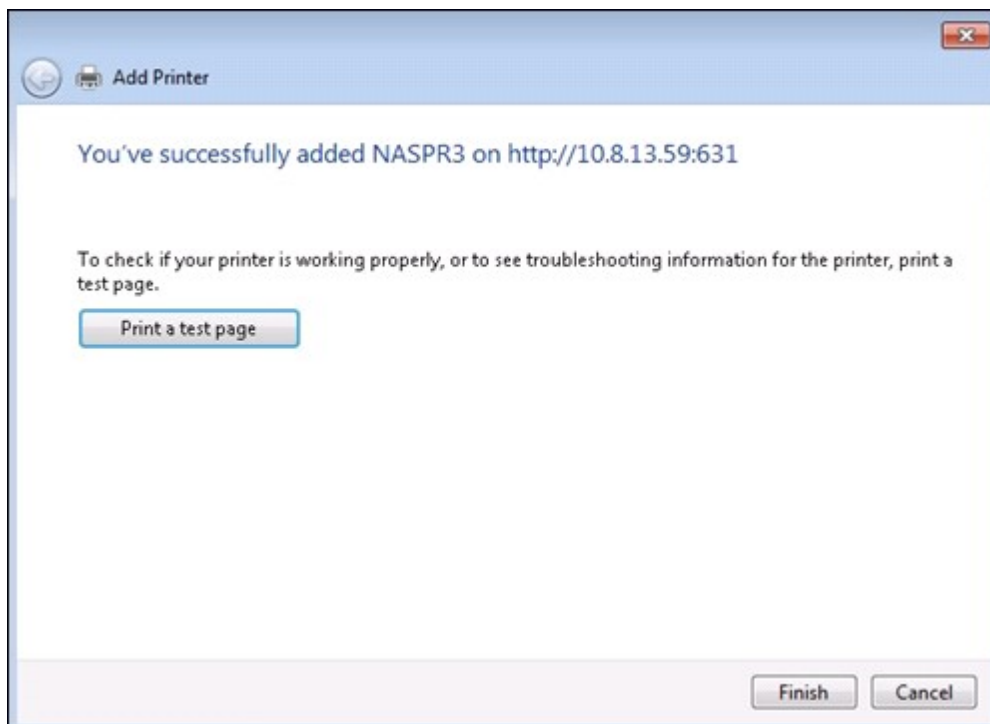 Add Printer
You've successfully added NASPR3 on http://10.8.13.59:631
To check if your printer is working properly, or to see troubleshooting information for the printer, print a
test page.
Print a test page
Finish Cancel